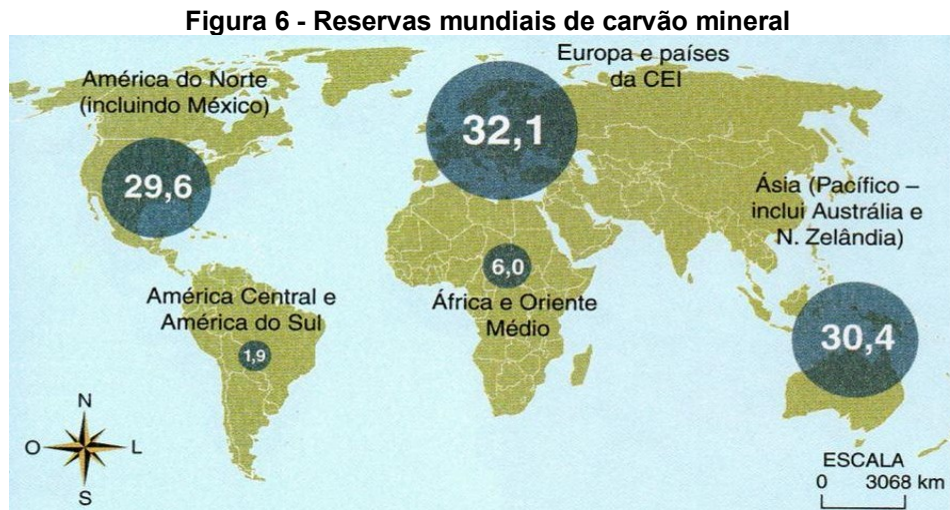 Figura 6 - Reservas mundiais de carvão mineral
América do Norte
(incluindo México)
29,6
Europa e países
da CEI
32,1
Ásia (Pacífico –
inclui Austrália e
N. Zelândia)
30,4
6,0
África e Oriente
Médio
América Central e
América do Sul
1,9
N
O
L
S
ESCALA
0 3068 km